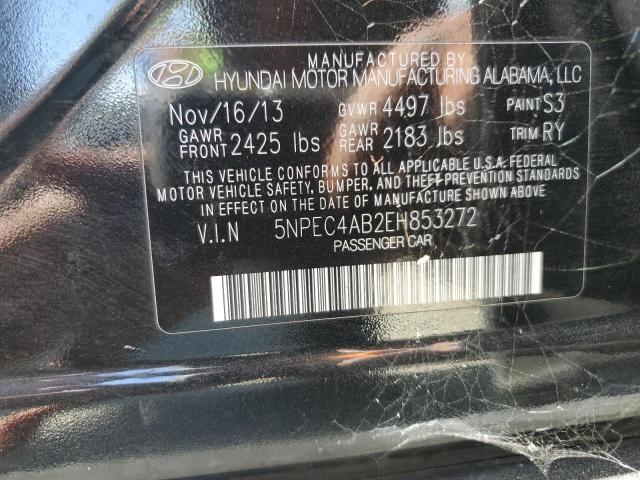 MANUFACTURED BY
HYUNDAI MOTOR MANUFACTURING ALABAMA, LLC
Nov/16/13 GVWR 4497 lbs PAINT S3
GAWR FRONT 2425 lbs GAWR REAR 2183 lbs TRIM RY
THIS VEHICLE CONFORMS TO ALL APPLICABLE U.S.A. FEDERAL
MOTOR VEHICLE SAFETY, BUMPER, AND THEFT PREVENTION STANDARDS
IN EFFECT ON THE DATE OF MANUFACTURE SHOWN ABOVE
V.I.N 5NPEC4AB2EH853272
PASSENGER CAR